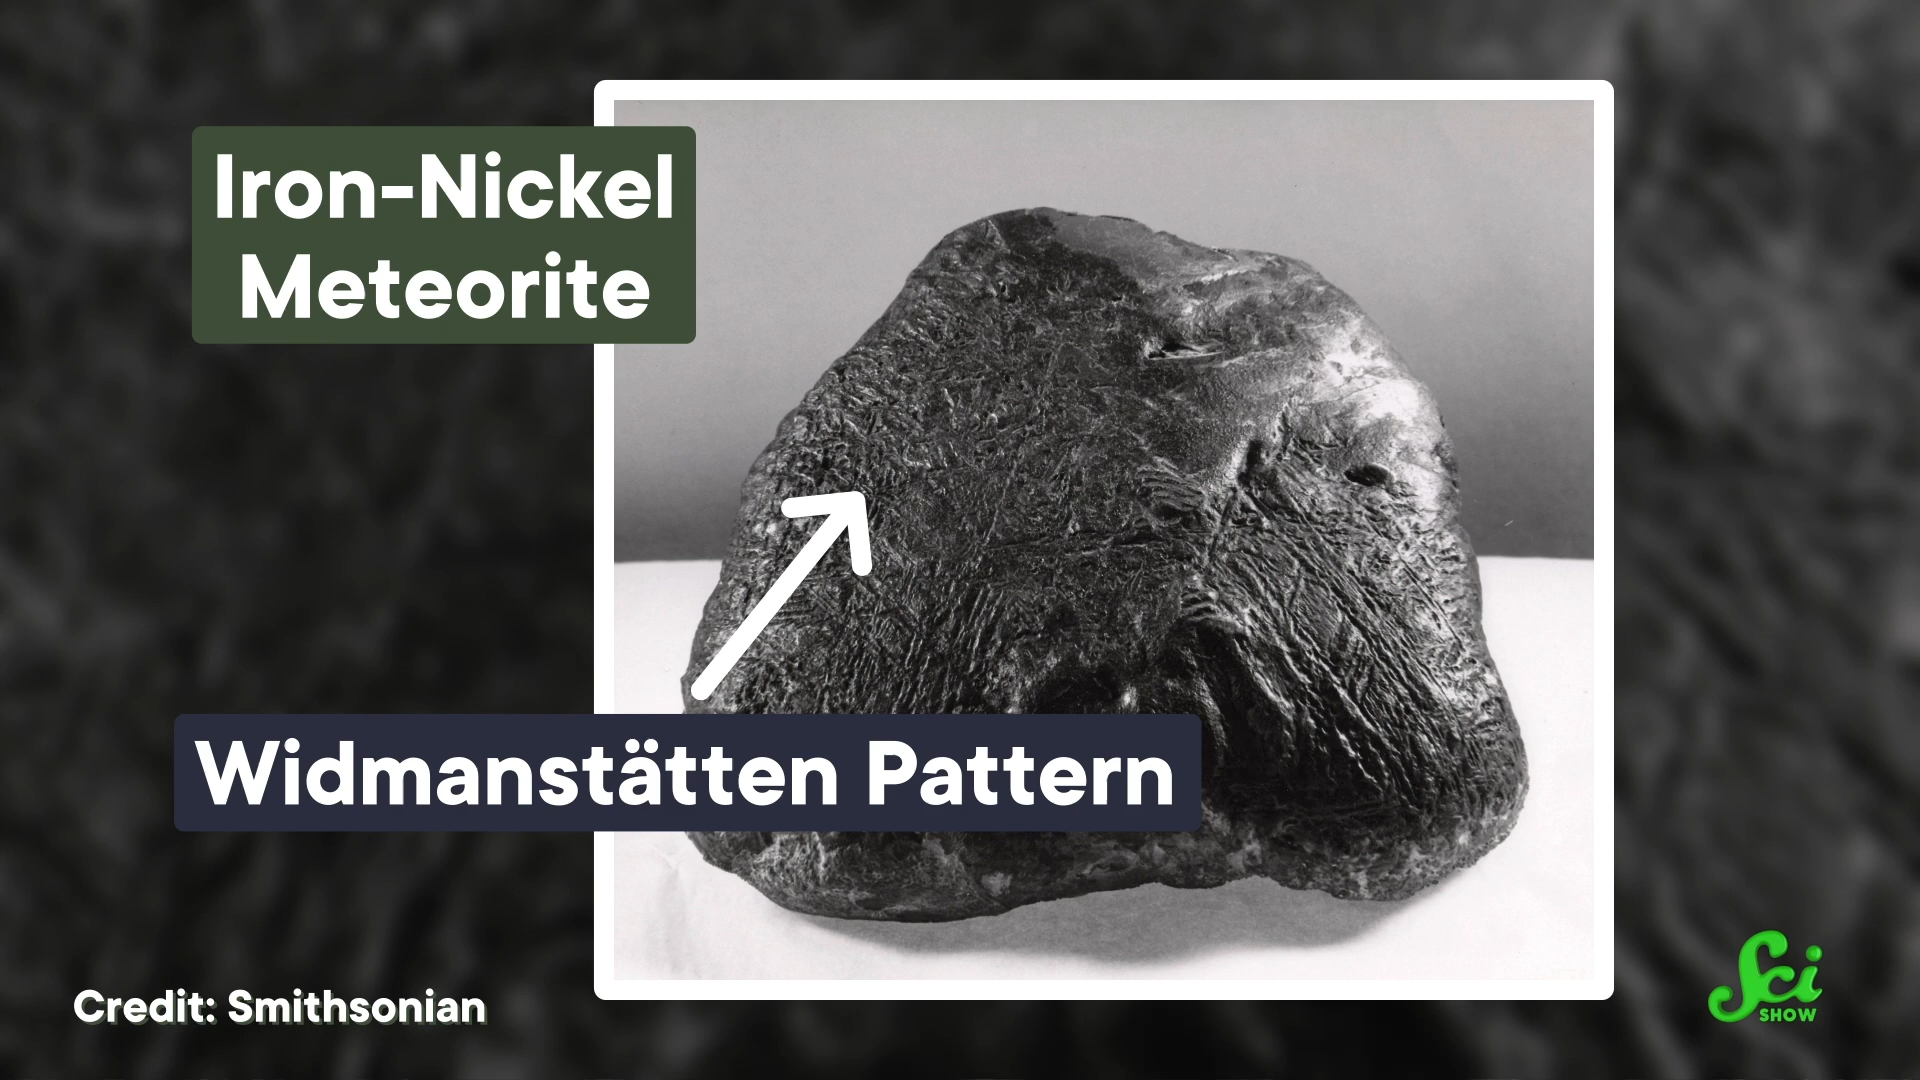 Iron-Nickel
Meteorite
Widmanstätten Pattern
Credit: Smithsonian
Sci
SHOW